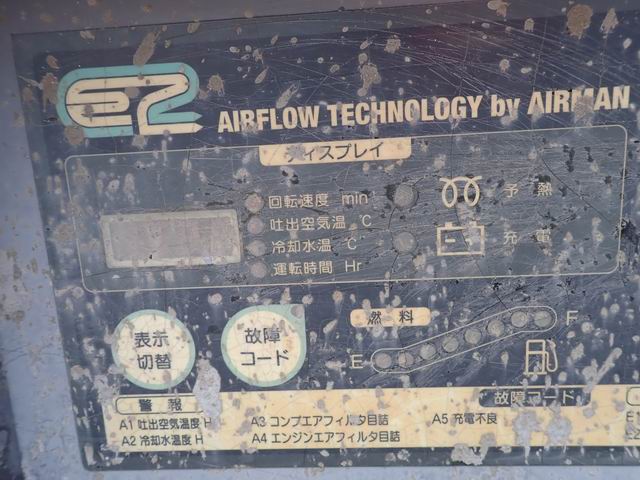 E2
AIRFLOW TECHNOLOGY by AIRMAN
ディスプレイ
回転速度 min
吐出空気温 ℃
冷却水温 ℃
運転時間 Hr
予熱
充電
表示
切替
故障
コード
燃料
F
E
警報
故障コード
A1 吐出空気温度 H
A2 冷却水温度 H
A3 コンプエアフィルタ目詰
A4 エンジンエアフィルタ目詰
A5 充電不良